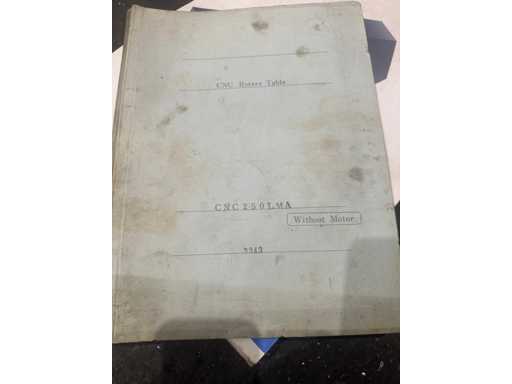 CNC Rotary Table
CNC250LMA
Without Motor